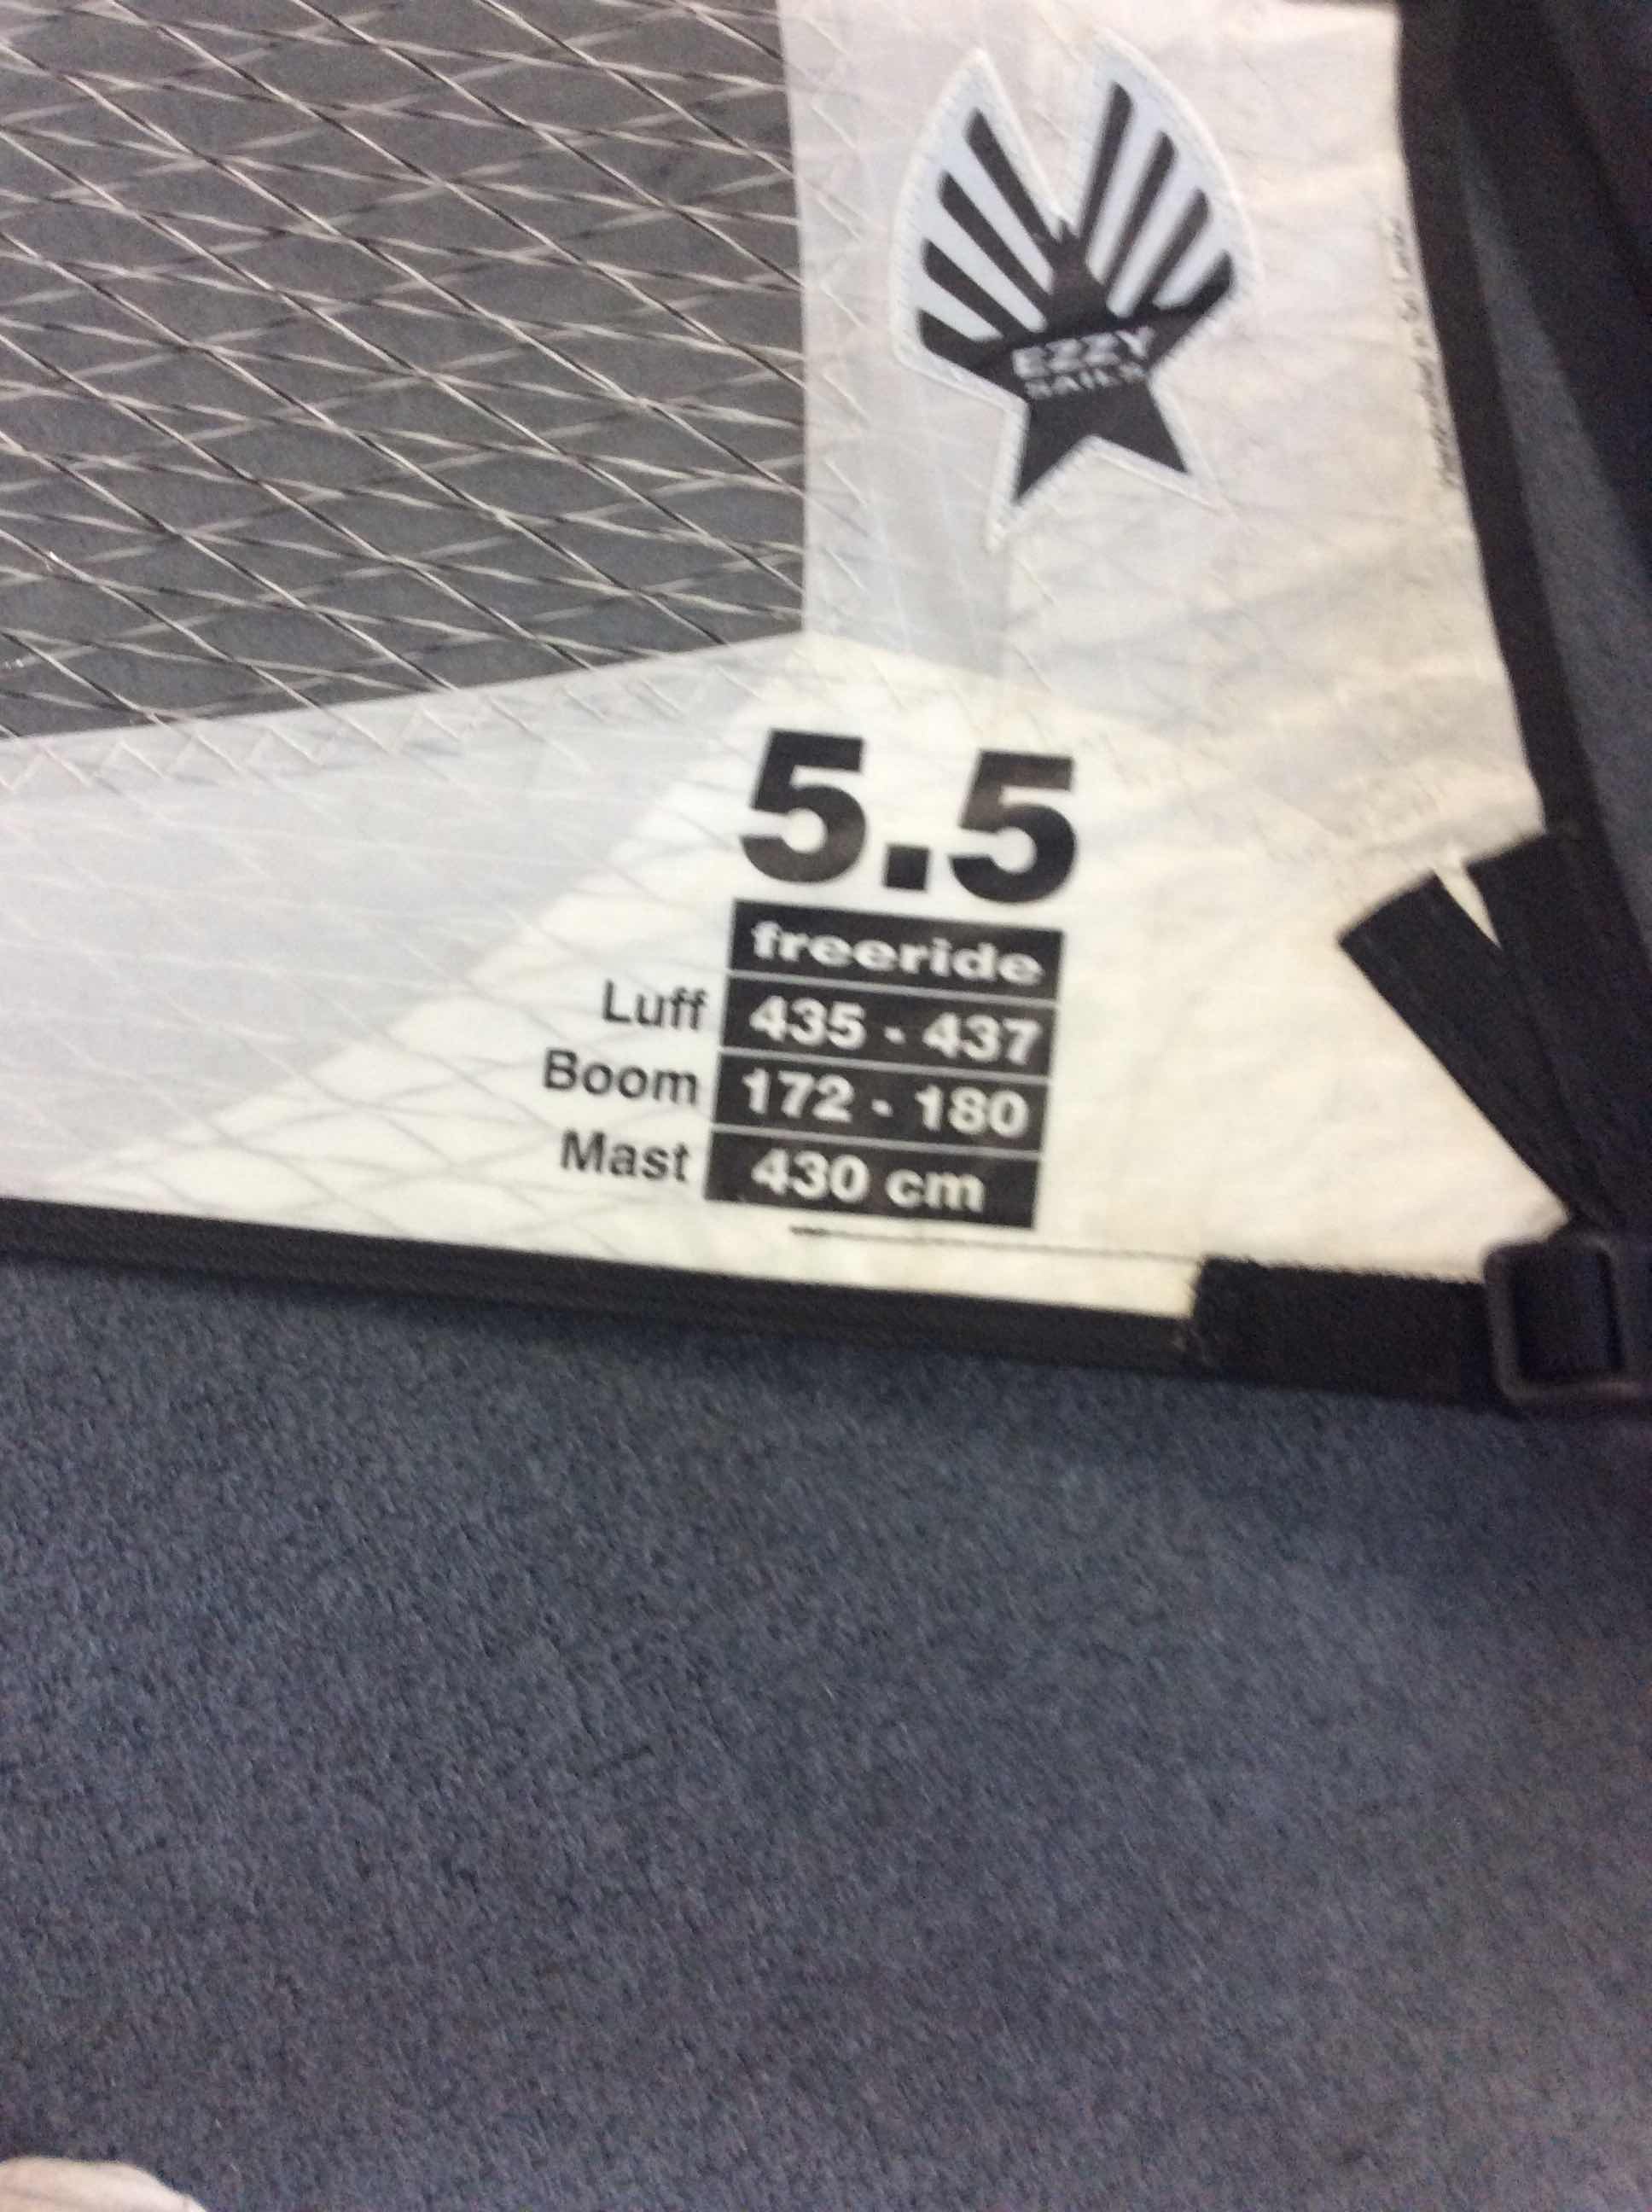 EZZY
SAILS
5.5
freeride
Luff 435 - 437
Boom 172 - 180
Mast 430 cm